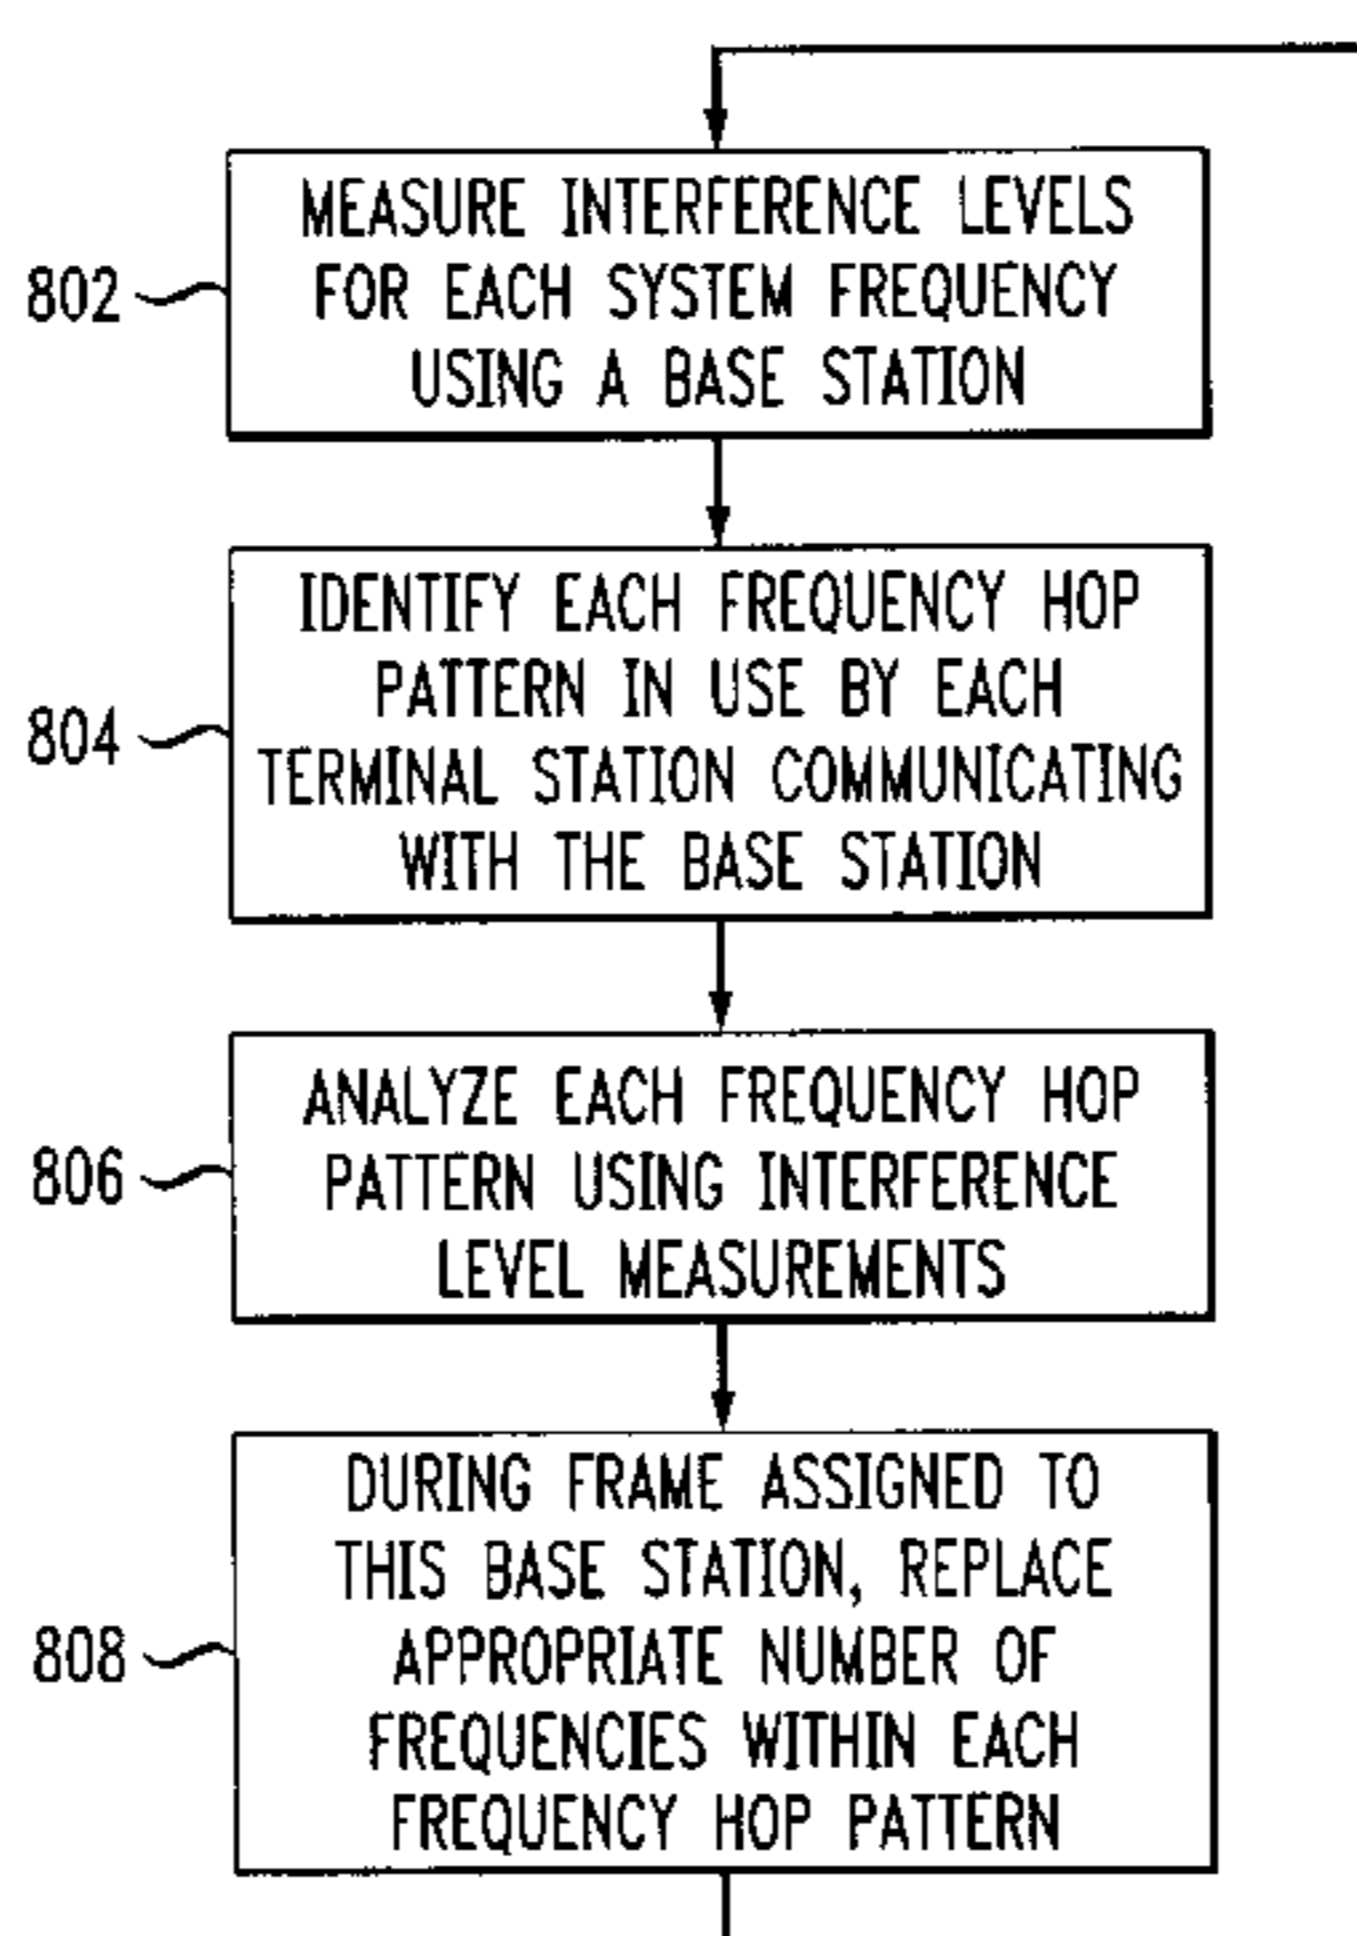 802
MEASURE INTERFERENCE LEVELS
FOR EACH SYSTEM FREQUENCY
USING A BASE STATION
804
IDENTIFY EACH FREQUENCY HOP
PATTERN IN USE BY EACH
TERMINAL STATION COMMUNICATING
WITH THE BASE STATION
806
ANALYZE EACH FREQUENCY HOP
PATTERN USING INTERFERENCE
LEVEL MEASUREMENTS
808
DURING FRAME ASSIGNED TO
THIS BASE STATION, REPLACE
APPROPRIATE NUMBER OF
FREQUENCIES WITHIN EACH
FREQUENCY HOP PATTERN